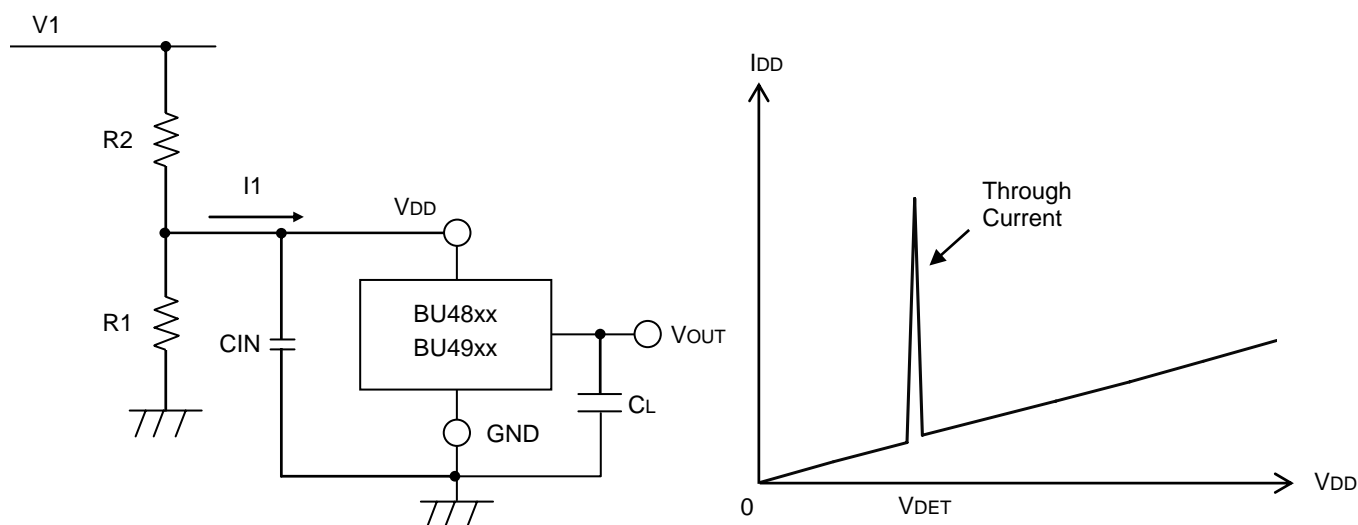 V1
R2
I1
VDD
R1
CIN
BU48xx
BU49xx
VOUT
CL
GND
IDD
Through
Current
0
VDET
VDD